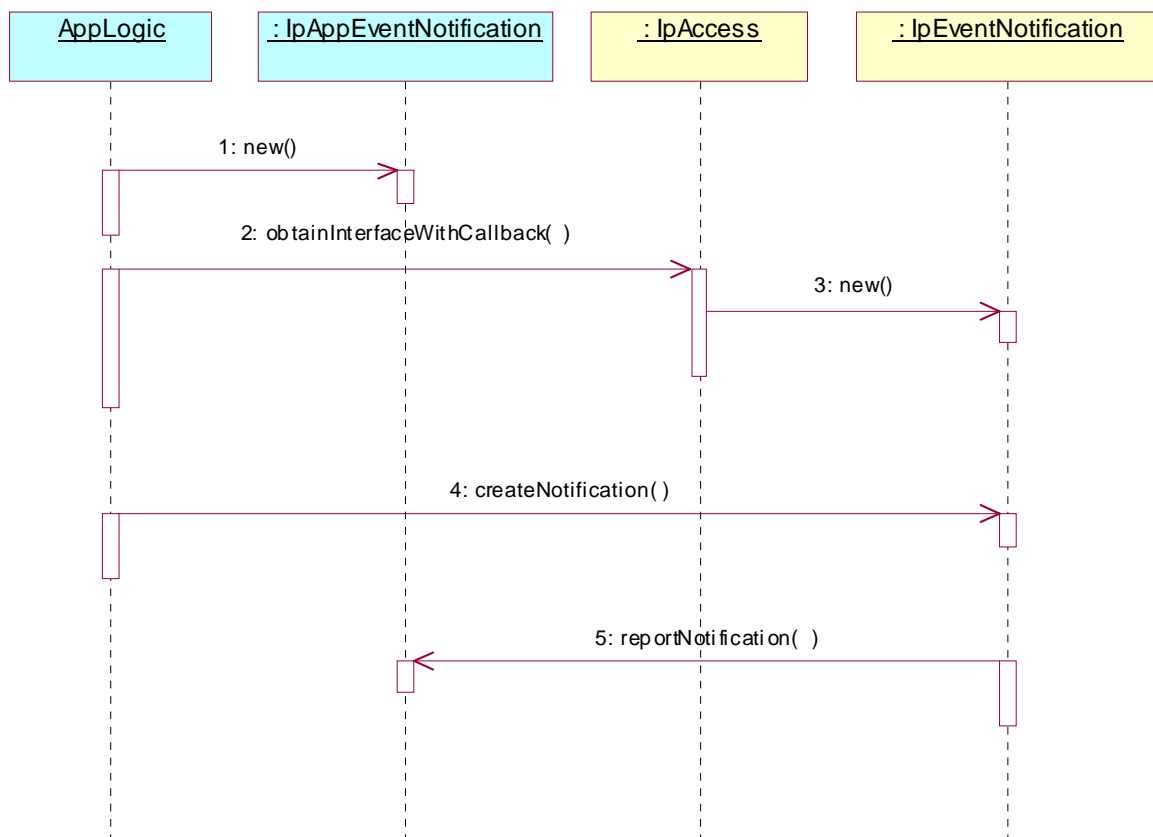 AppLogic
: IpAppEventNotification
: IpAccess
: IpEventNotification
1: new()
2: obtainInterfaceWithCallback( )
3: new()
4: createNotification( )
5: reportNotification( )